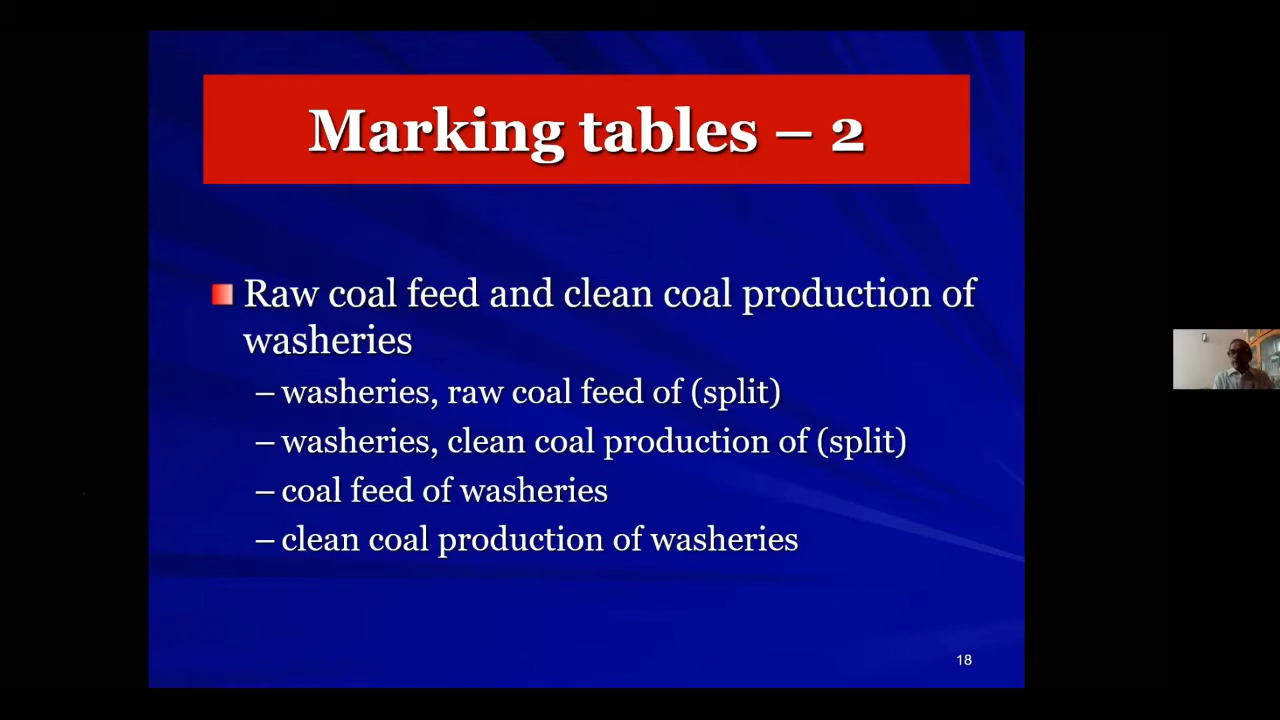 Marking tables – 2
Raw coal feed and clean coal production of
washeries
– washeries, raw coal feed of (split)
– washeries, clean coal production of (split)
– coal feed of washeries
– clean coal production of washeries
18